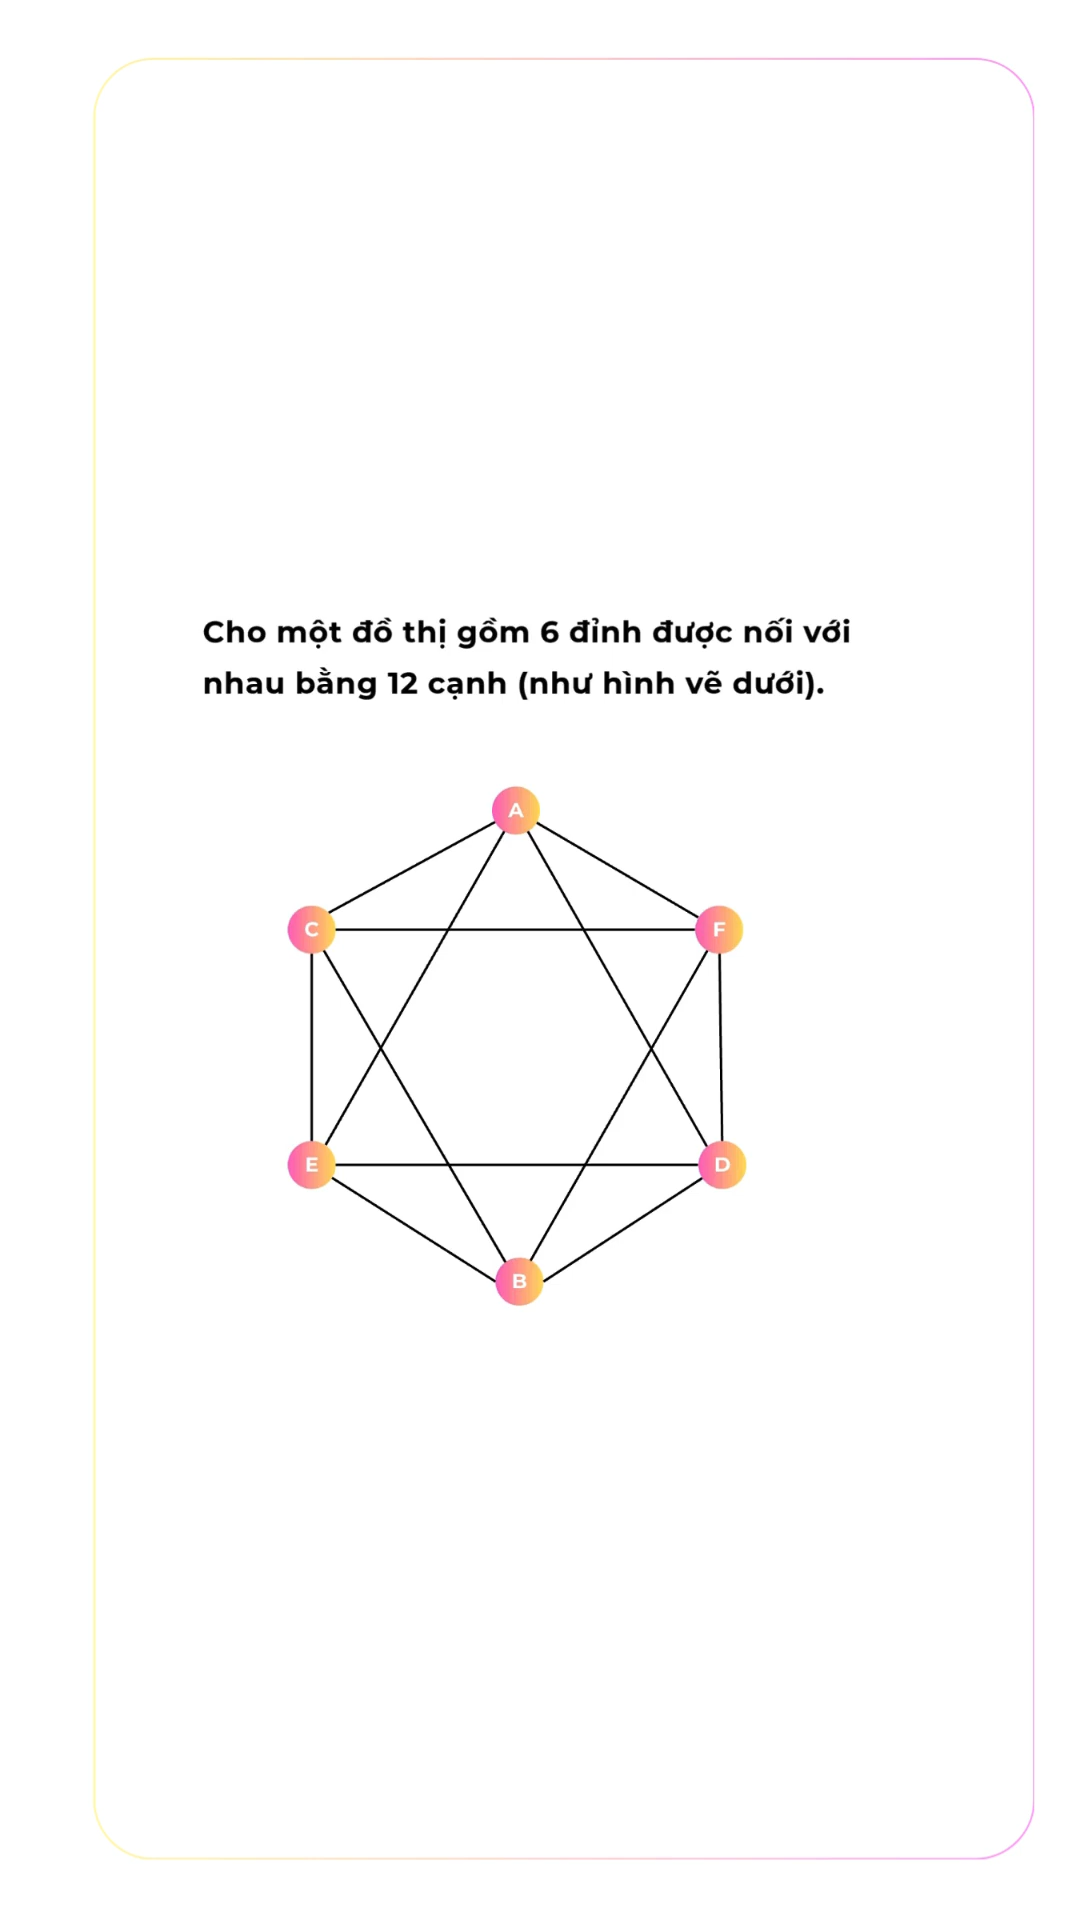 Cho một đồ thị gồm 6 đỉnh được nối với
nhau bằng 12 cạnh (như hình vẽ dưới).
A
C
F
E
D
B